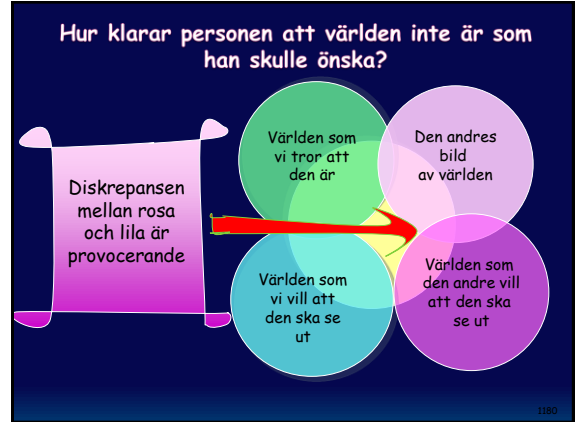 Hur klarar personen att världen inte är som
han skulle önska?
Diskrepansen
mellan rosa
och lila är
provocerande
Världen som
vi tror att
den är
Den andres
bild
av världen
Världen som
vi vill att
den ska se
ut
Världen som
den andre vill
att den ska
se ut
I180